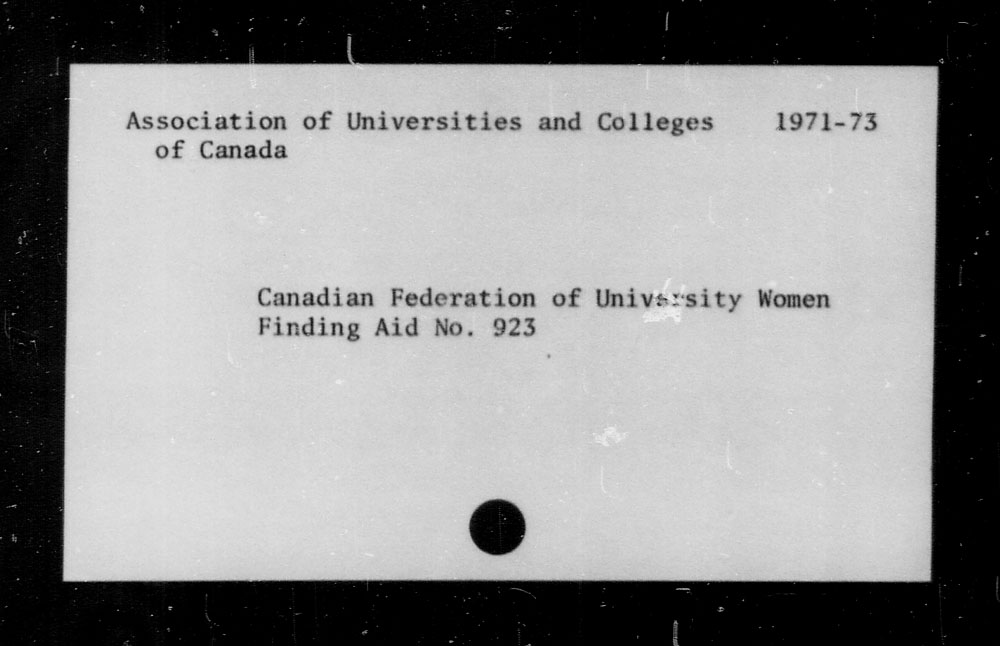 Association of Universities and Colleges 1971-73
of Canada
Canadian Federation of University Women
Finding Aid No. 923